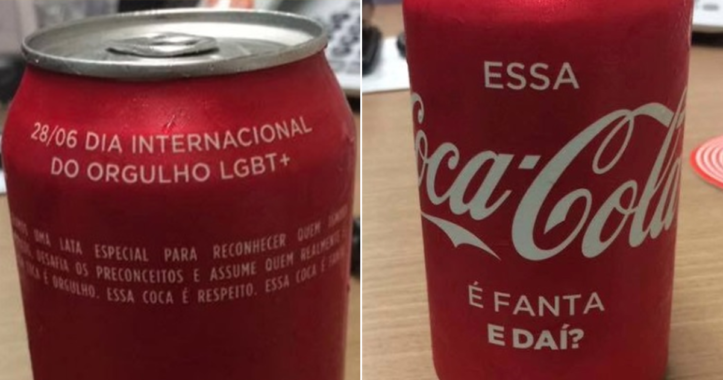 28/06 DIA INTERNACIONAL
DO ORGULHO LGBT+
UMA LATA ESPECIAL PARA RECONHECER QUEM
DESAFIA OS PRECONCEITOS E ASSUME QUEM REALMENTE
COCA É ORGULHO. ESSA COCA É RESPEITO. ESSA COCA É
ESSA
Coca-Cola
É FANTA
E DAÍ?